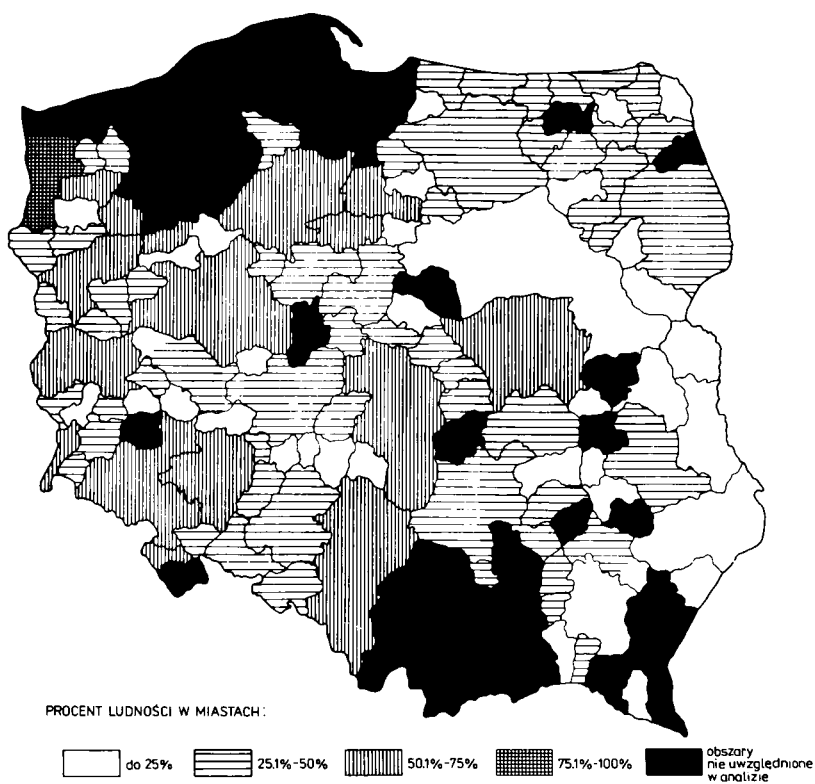 PROCENT LUDNOŚCI W MIASTACH:
do 25%
25.1%-50%
50.1%-75%
75.1%-100%
obszary
nie uwzględnione
w analizie